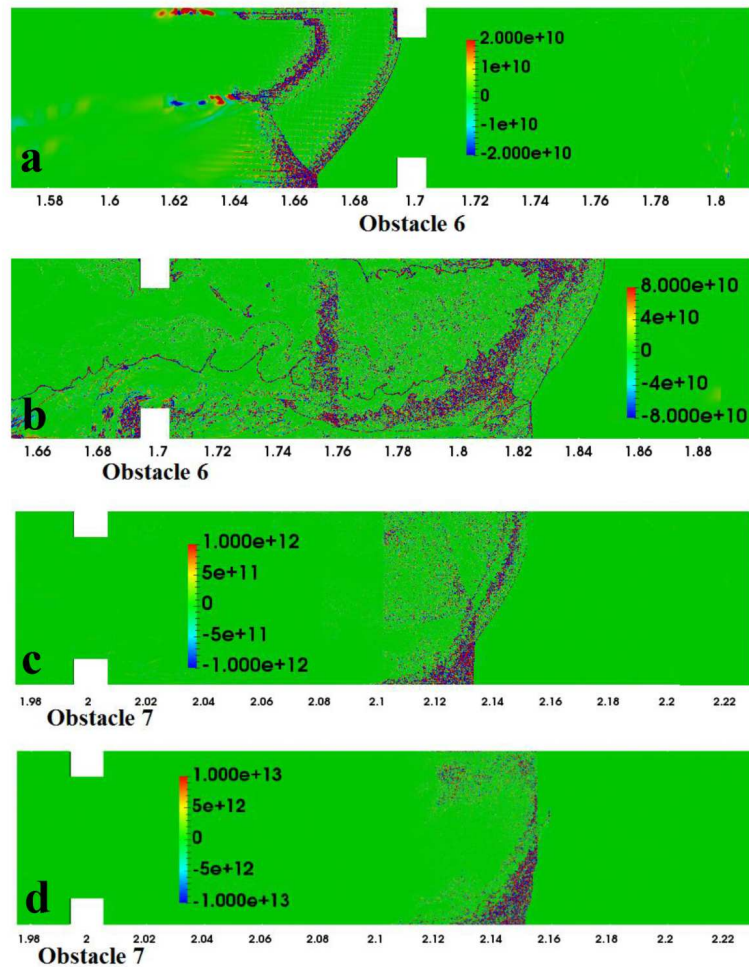 2.000e+10
1e+10
0
-1e+10
-2.000e+10
a
1.58 1.6 1.62 1.64 1.66 1.68 1.7 1.72 1.74 1.76 1.78 1.8
Obstacle 6
8.000e+10
4e+10
0
-4e+10
-8.000e+10
b
1.66 1.68 1.7 1.72 1.74 1.76 1.78 1.8 1.82 1.84 1.86 1.88
Obstacle 6
1.000e+12
5e+11
0
-5e+11
-1.000e+12
c
1.98 2 2.02 2.04 2.06 2.08 2.1 2.120 2.14 2.16 2.18 2.2 2.22
Obstacle 7
1.000e+13
5e+12
0
-5e+12
-1.000e+13
d
1.98 2 2.02 2.04 2.06 2.08 2.1 2.12 2.14 2.16 2.18 2.2 2.22
Obstacle 7